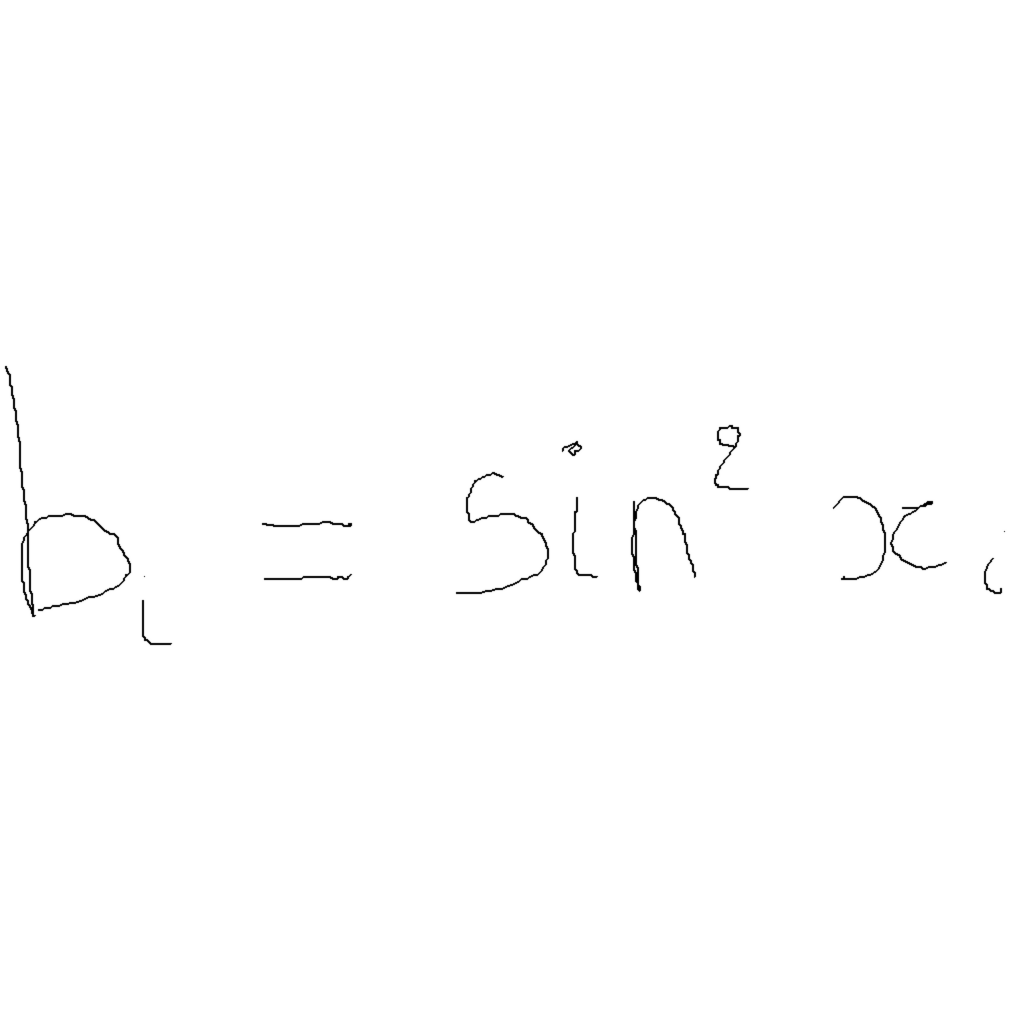 b_i = sin² x_i